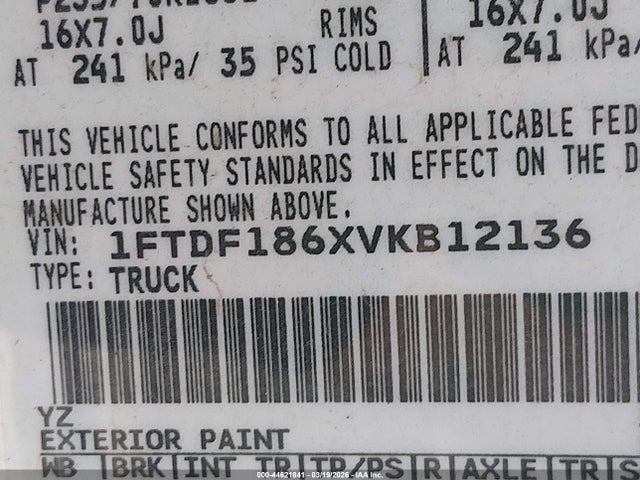 16X7.0J RIMS 16X7.0J
AT 241 kPa/ 35 PSI COLD AT 241 kPa/
THIS VEHICLE CONFORMS TO ALL APPLICABLE FED
VEHICLE SAFETY STANDARDS IN EFFECT ON THE D
MANUFACTURE SHOWN ABOVE.
VIN: 1FTDF186XVKB12136
TYPE: TRUCK
YZ
EXTERIOR PAINT
WB BRK INT TR TP/PS R AXLE TR S
00-44621841 - 03/19/2026 - IAA Inc.